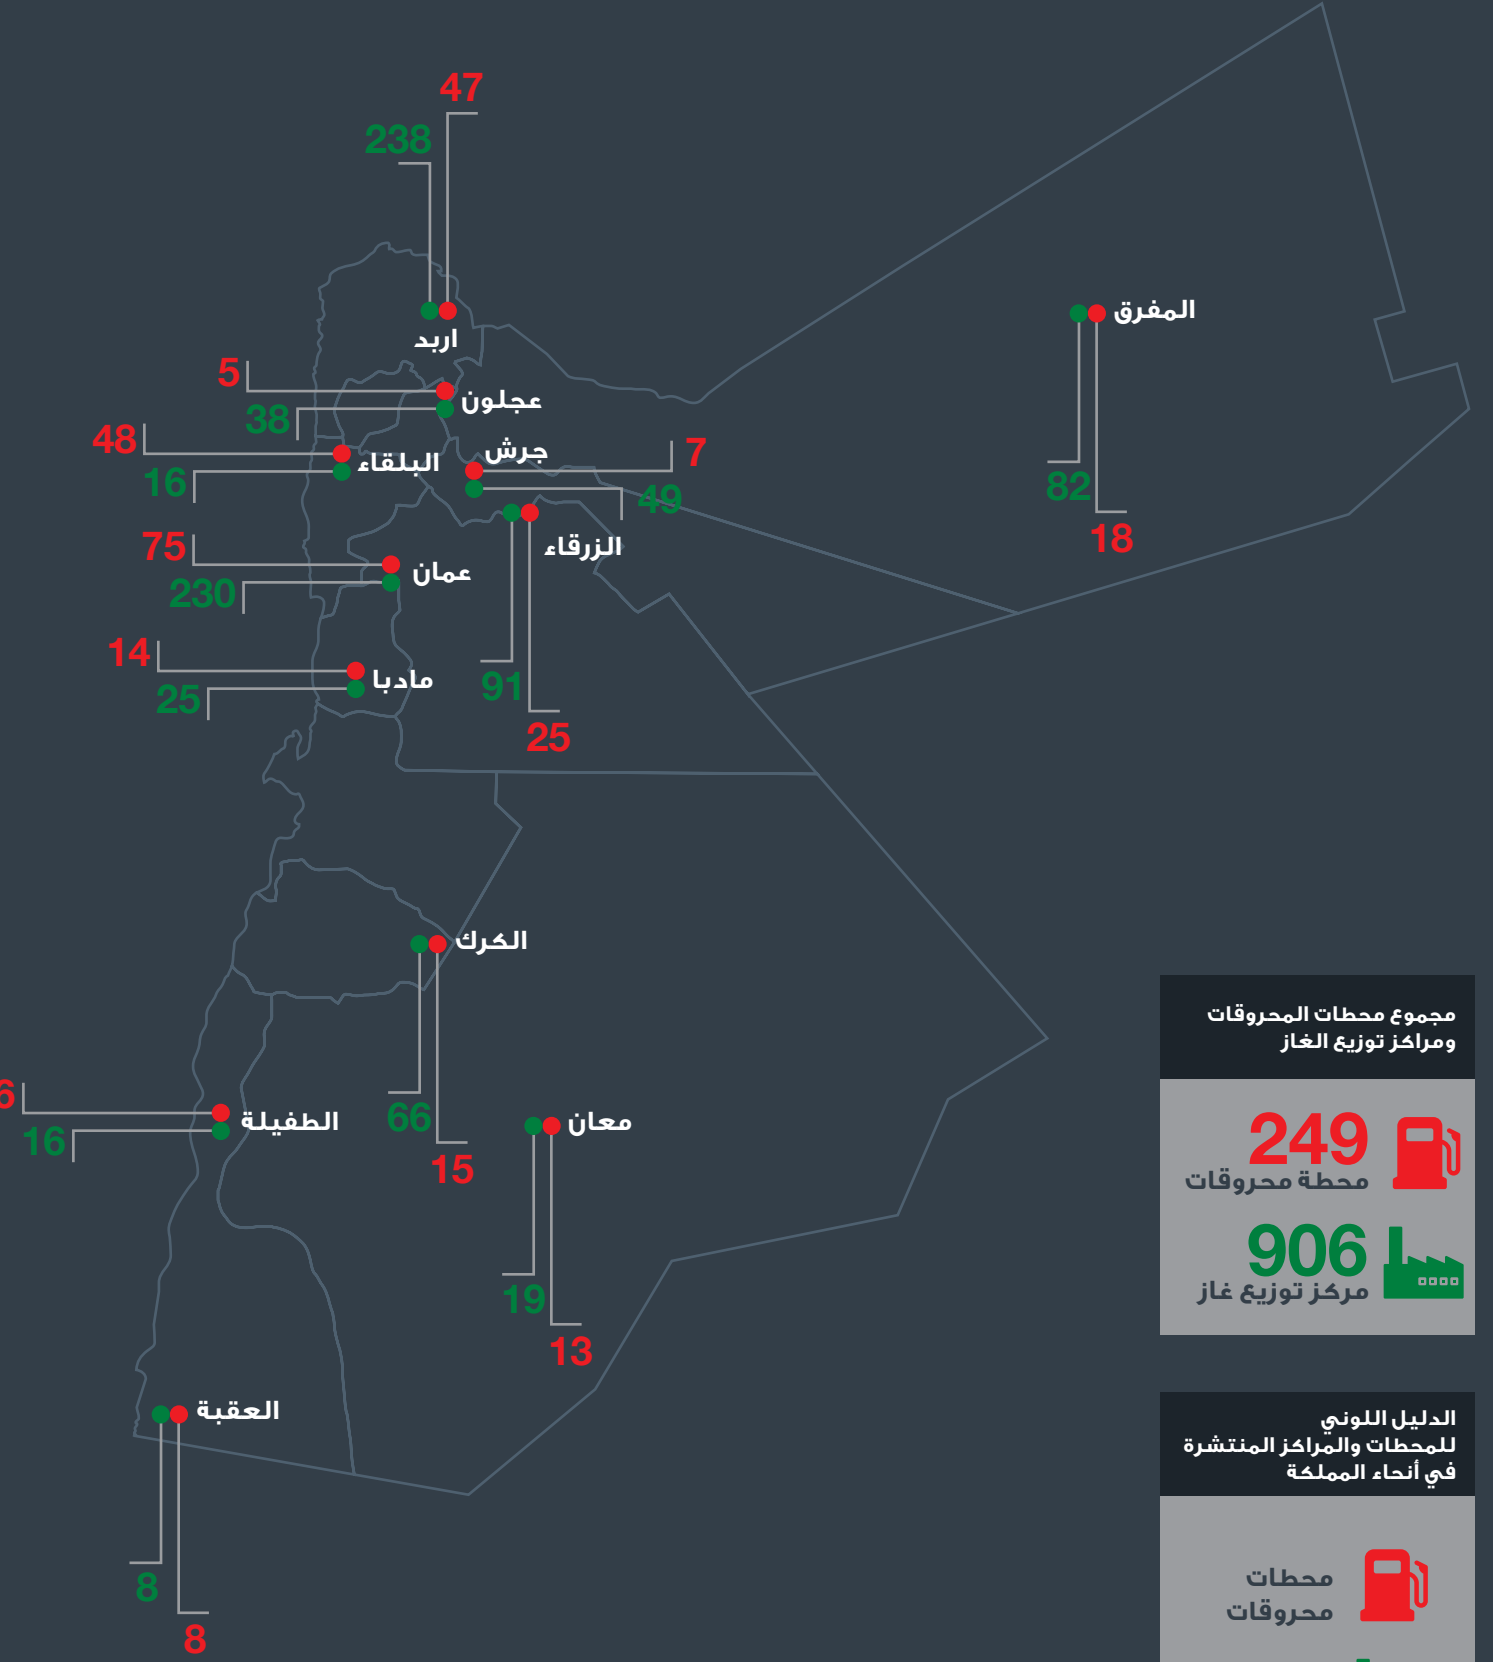 47
238
اربد
المفرق
82
18
5
38
عجلون
48
16
البلقاء
جرش
7
49
75
230
عمان
الزرقاء
91
25
14
25
مادبا
الكرك
66
15
6
16
الطفيلة
معان
19
13
العقبة
8
8
مجموع محطات المحروقات
ومراكز توزيع الغاز
249
محطة محروقات
906
مركز توزيع غاز
الدليل اللوني
للمحطات والمراكز المنتشرة
في أنحاء المملكة
محطات
محروقات